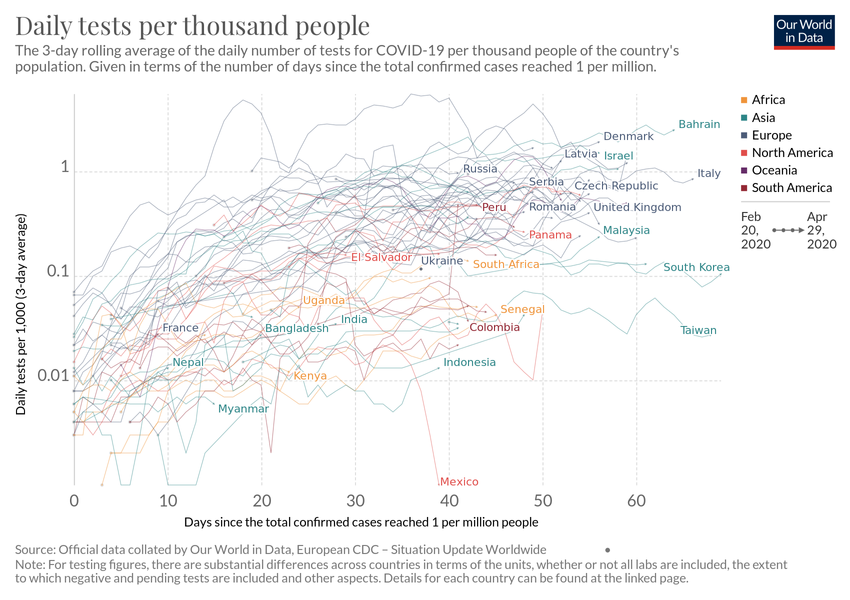 Daily tests per thousand people
Our World
in Data
The 3-day rolling average of the daily number of tests for COVID-19 per thousand people of the country's
population. Given in terms of the number of days since the total confirmed cases reached 1 per million.
Africa
Asia
Europe
North America
Oceania
South America
Feb
20,
2020
Apr
29,
2020
Daily tests per 1,000 (3-day average)
1
0.1
0.01
Bahrain
Denmark
Latvia
Israel
Russia
Italy
Serbia
Czech Republic
Peru
Romania
United Kingdom
Panama
Malaysia
El Salvador
Ukraine
South Africa
South Korea
Uganda
Senegal
France
Bangladesh
India
Colombia
Taiwan
Nepal
Indonesia
Kenya
Myanmar
Mexico
0
10
20
30
40
50
60
Days since the total confirmed cases reached 1 per million people
Source: Official data collated by Our World in Data, European CDC – Situation Update Worldwide
Note: For testing figures, there are substantial differences across countries in terms of the units, whether or not all labs are included, the extent
to which negative and pending tests are included and other aspects. Details for each country can be found at the linked page.